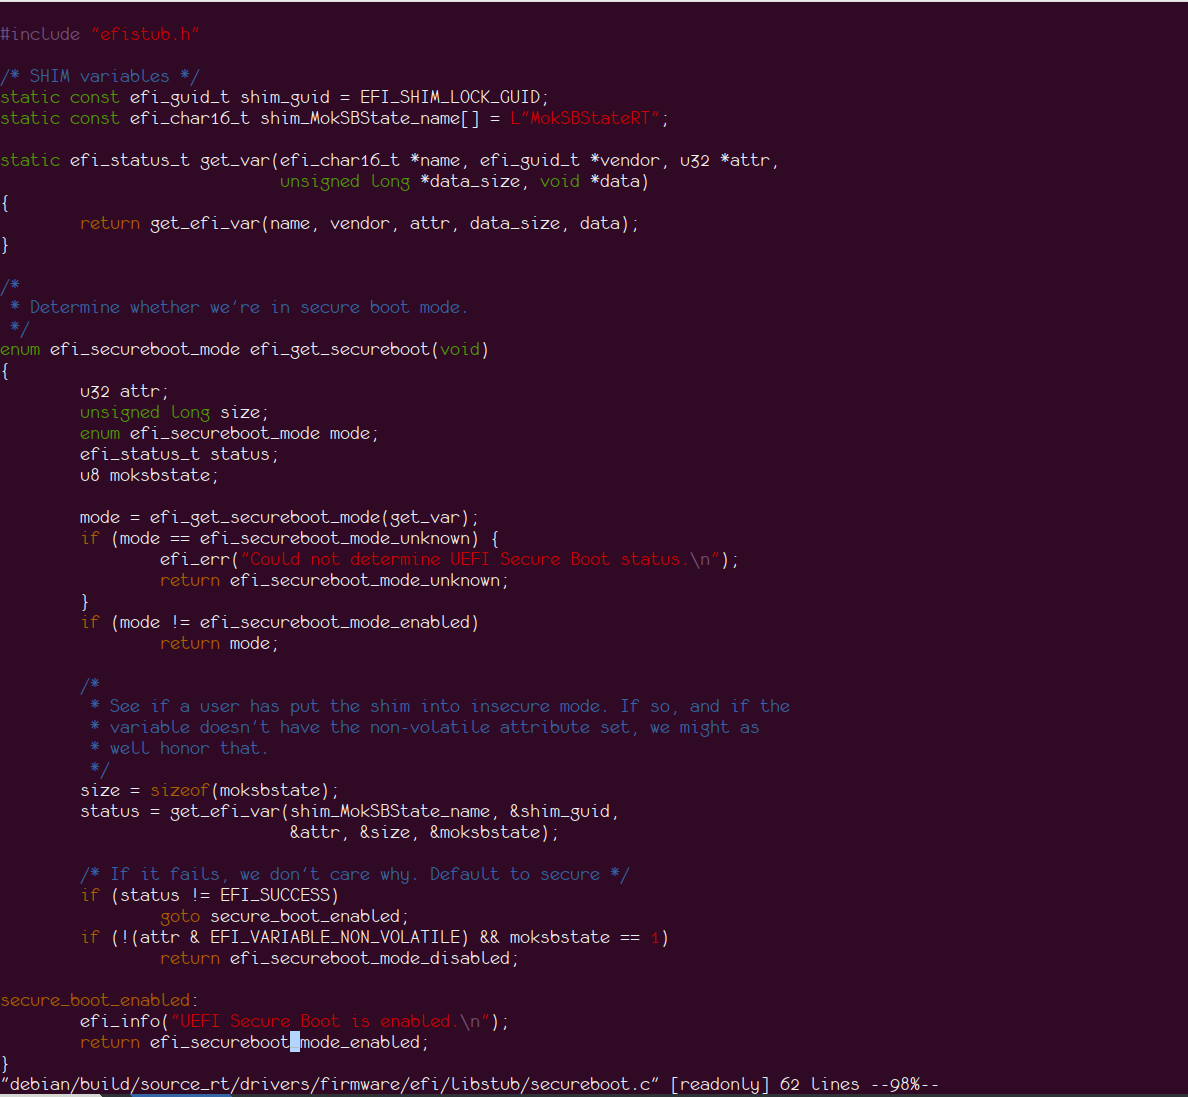 #include "efistub.h"

/* SHIM variables */
static const efi_guid_t shim_guid = EFI_SHIM_LOCK_GUID;
static const efi_char16_t shim_MokSBState_name[] = L"MokSBStateRT";

static efi_status_t get_var(efi_char16_t *name, efi_guid_t *vendor, u32 *attr,
                            unsigned long *data_size, void *data)
{
        return get_efi_var(name, vendor, attr, data_size, data);
}

/*
 * Determine whether we're in secure boot mode.
 */
enum efi_secureboot_mode efi_get_secureboot(void)
{
        u32 attr;
        unsigned long size;
        enum efi_secureboot_mode mode;
        efi_status_t status;
        u8 moksbstate;

        mode = efi_get_secureboot_mode(get_var);
        if (mode == efi_secureboot_mode_unknown) {
                efi_err("Could not determine UEFI Secure Boot status.\n");
                return efi_secureboot_mode_unknown;
        }
        if (mode != efi_secureboot_mode_enabled)
                return mode;

        /*
         * See if a user has put the shim into insecure mode. If so, and if the
         * variable doesn't have the non-volatile attribute set, we might as
         * well honor that.
         */
        size = sizeof(moksbstate);
        status = get_efi_var(shim_MokSBState_name, &shim_guid,
                             &attr, &size, &moksbstate);

        /* If it fails, we don't care why. Default to secure */
        if (status != EFI_SUCCESS)
                goto secure_boot_enabled;
        if (!(attr & EFI_VARIABLE_NON_VOLATILE) && moksbstate == 1)
                return efi_secureboot_mode_disabled;

secure_boot_enabled:
        efi_info("UEFI Secure Boot is enabled.\n");
        return efi_secureboot_mode_enabled;
}
"debian/build/source_rt/drivers/firmware/efi/libstub/secureboot.c" [readonly] 62 lines --98%--